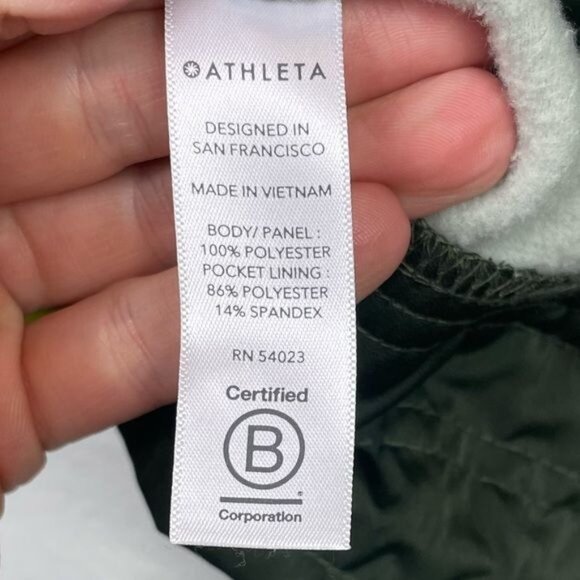 ATHLETA
DESIGNED IN
SAN FRANCISCO
MADE IN VIETNAM
BODY/ PANEL :
100% POLYESTER
POCKET LINING :
86% POLYESTER
14% SPANDEX
RN 54023
Certified
B
®
Corporation